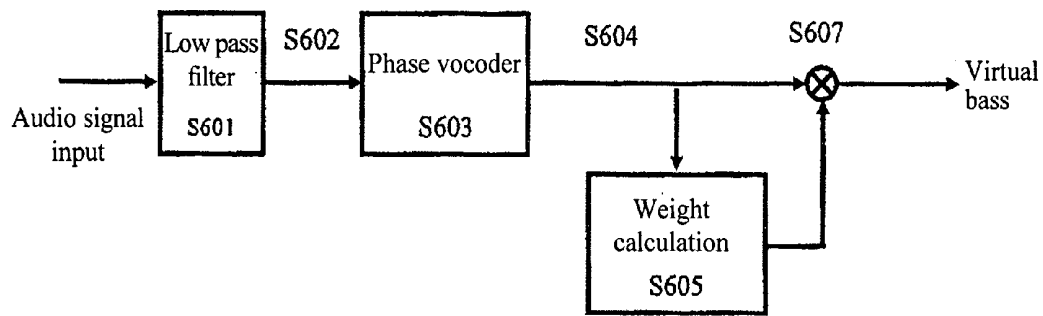 Audio signal
input
Low pass
filter
S601
S602
Phase vocoder
S603
S604
Weight
calculation
S605
S607
Virtual
bass